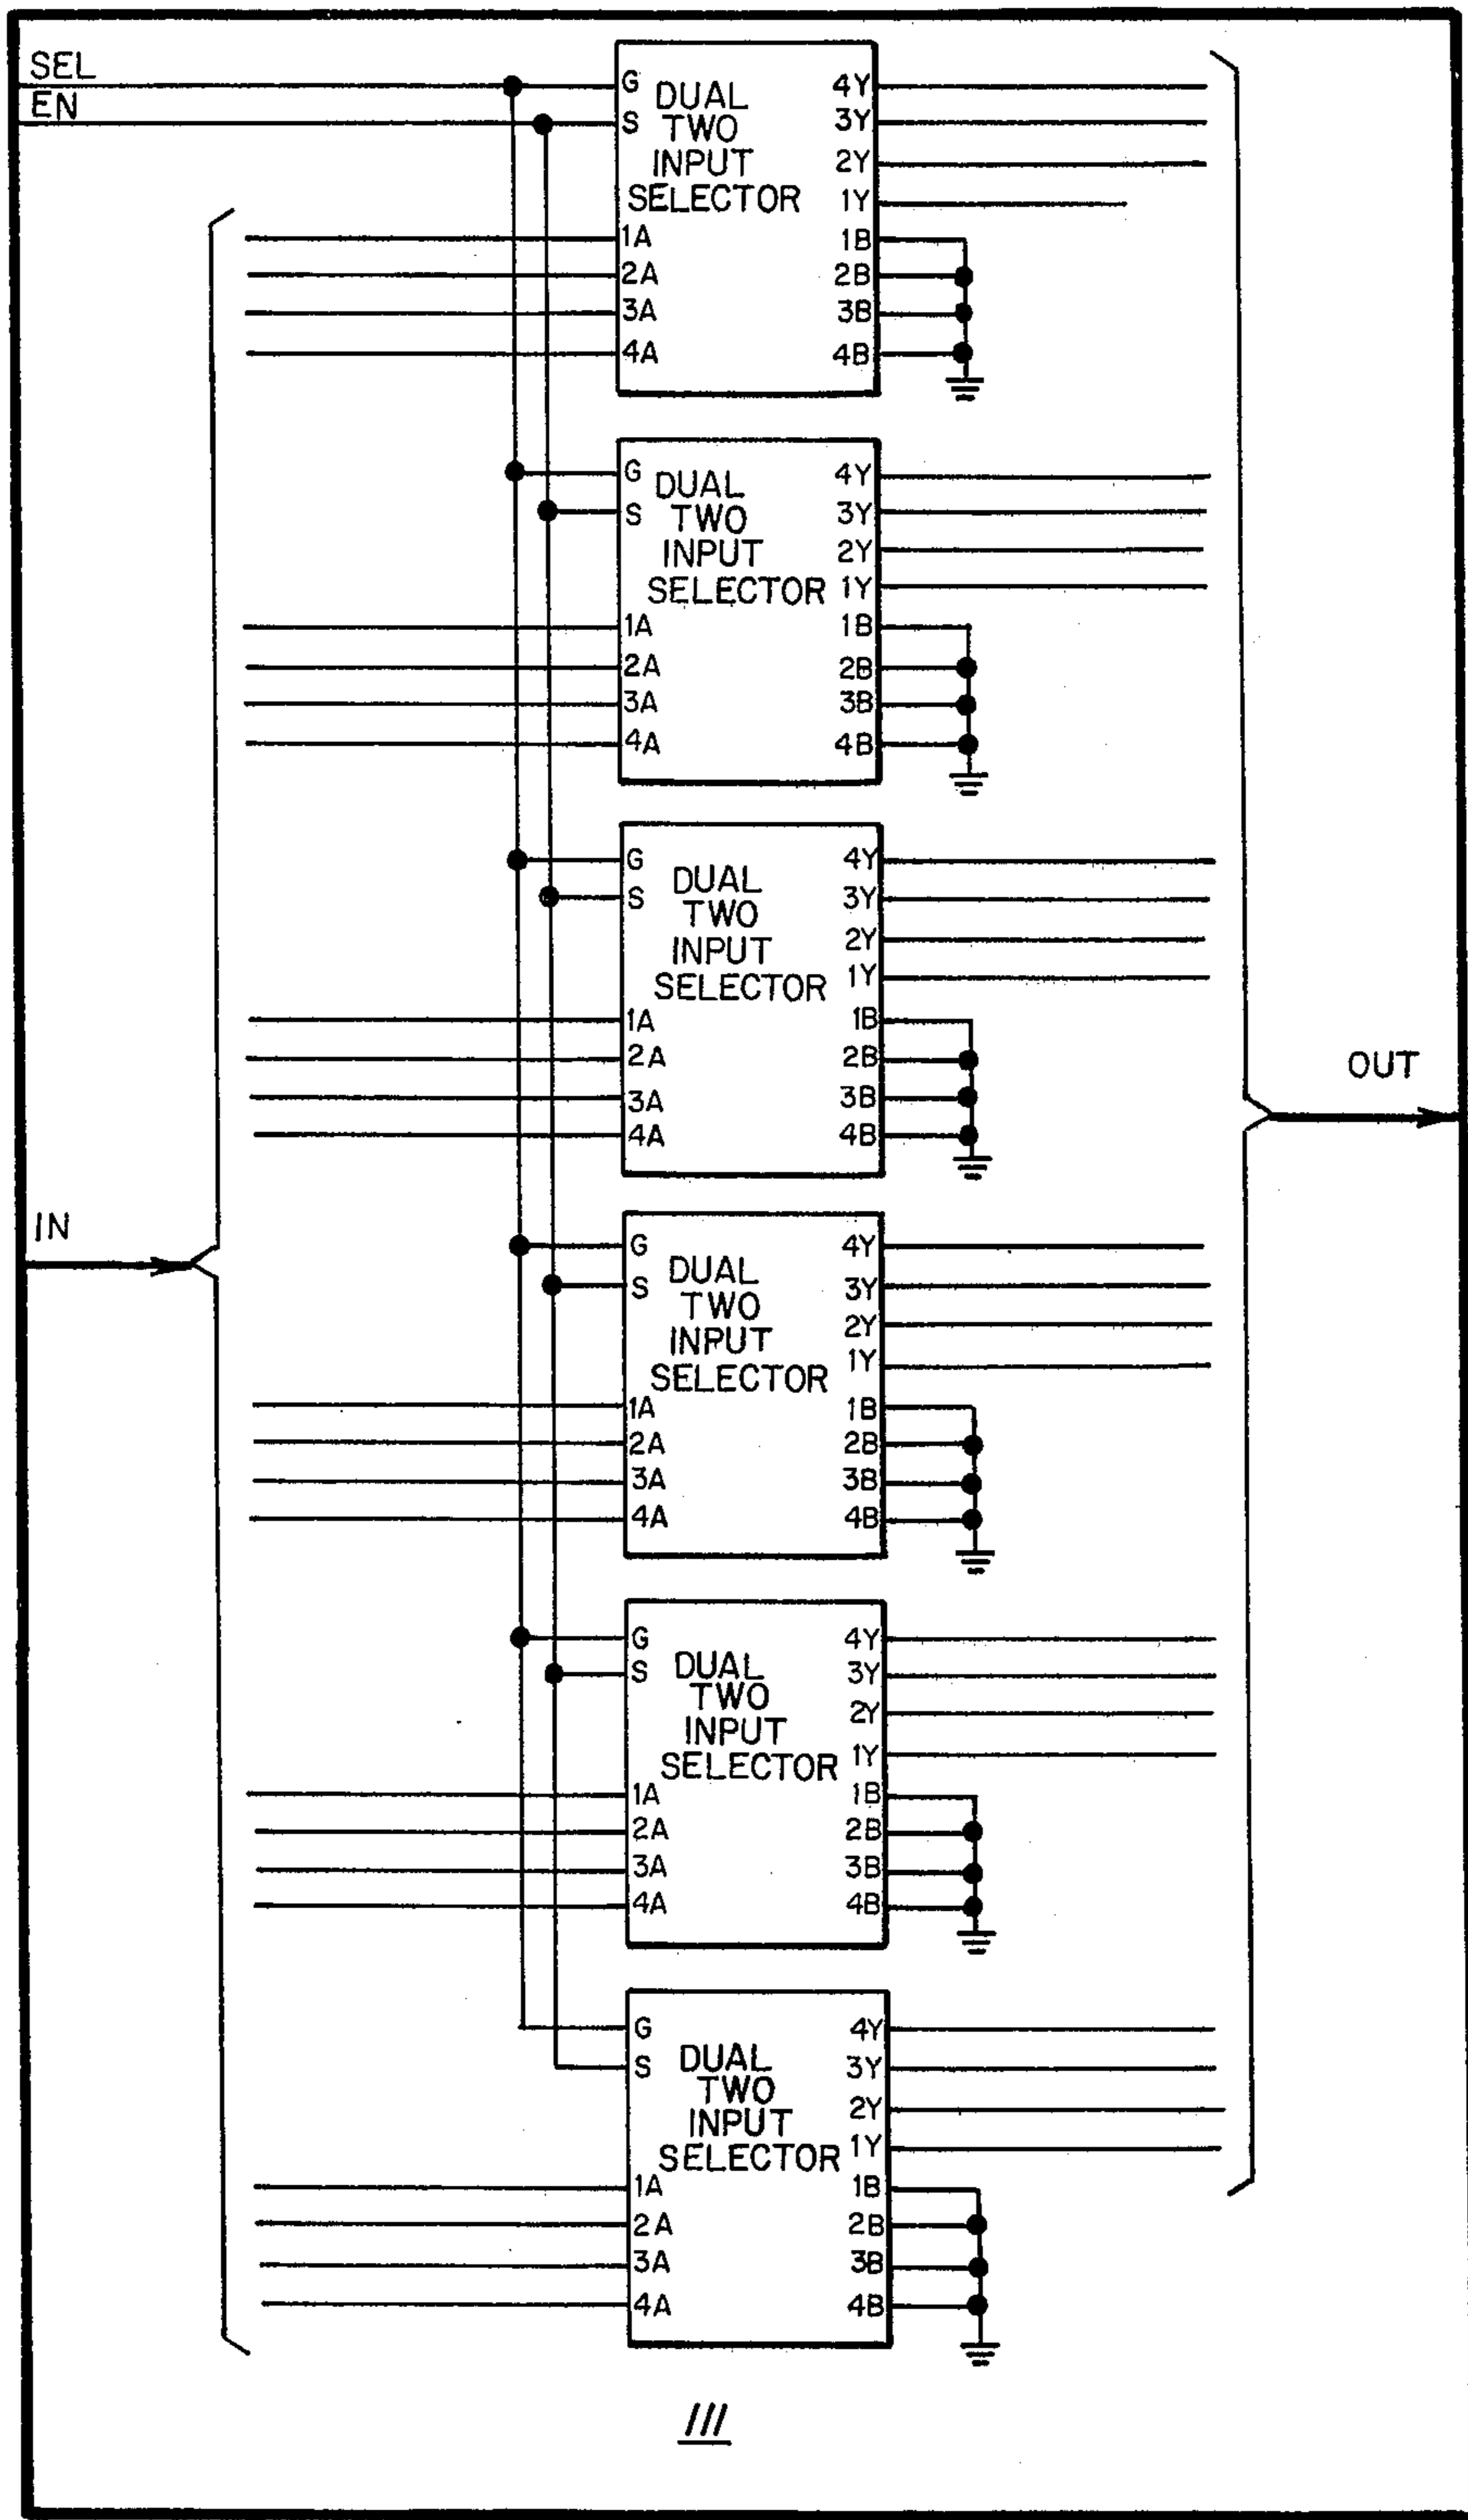 SEL
EN
G DUAL 4Y
S TWO 3Y
INPUT 2Y
SELECTOR 1Y
1A 1B
2A 2B
3A 3B
4A 4B
G DUAL 4Y
S TWO 3Y
INPUT 2Y
SELECTOR 1Y
1A 1B
2A 2B
3A 3B
4A 4B
G DUAL 4Y
S TWO 3Y
INPUT 2Y
SELECTOR 1Y
1A 1B
2A 2B
3A 3B
4A 4B
OUT
IN
G DUAL 4Y
S TWO 3Y
INPUT 2Y
SELECTOR 1Y
1A 1B
2A 2B
3A 3B
4A 4B
G DUAL 4Y
S TWO 3Y
INPUT 2Y
SELECTOR 1Y
1A 1B
2A 2B
3A 3B
4A 4B
G DUAL 4Y
S TWO 3Y
INPUT 2Y
SELECTOR 1Y
1A 1B
2A 2B
3A 3B
4A 4B
111